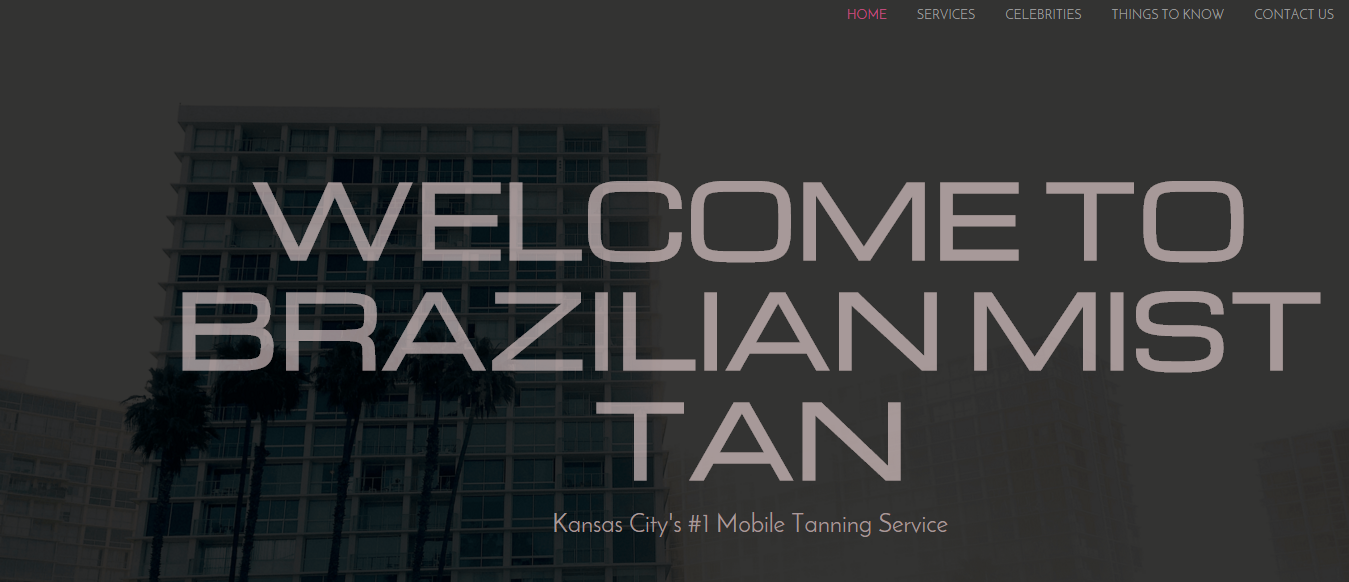 HOME SERVICES CELEBRITIES THINGS TO KNOW CONTACT US
WELCOME TO
BRAZILIAN MIST
TAN
Kansas City's #1 Mobile Tanning Service